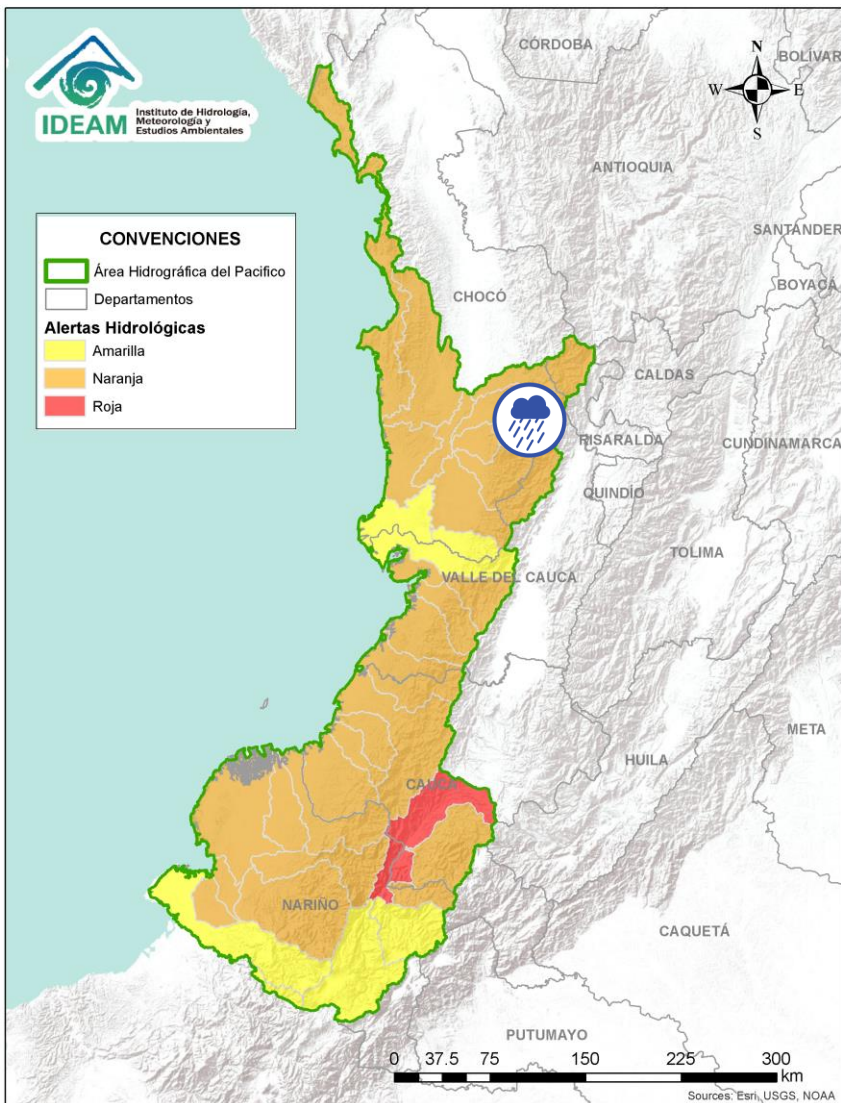 IDEAM
Instituto de Hidrología,
Meteorología y
Estudios Ambientales
N
W E
S
CONVENCIONES
Área Hidrográfica del Pacifico
Departamentos
Alertas Hidrológicas
Amarilla
Naranja
Roja
CÓRDOBA
BOLÍVAR
ANTIOQUIA
SANTANDER
BOYACÁ
CHOCÓ
CALDAS
RISARALDA
CUNDINAMARCA
QUINDÍO
TOLIMA
VALLE DEL CAUCA
META
HUILA
CAUCA
NARIÑO
CAQUETÁ
PUTUMAYO
0 37.5 75 150 225 300
km
Sources: Esri, USGS, NOAA